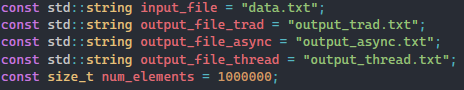 const std::string input_file = "data.txt";
const std::string output_file_trad = "output_trad.txt";
const std::string output_file_async = "output_async.txt";
const std::string output_file_thread = "output_thread.txt";
const size_t num_elements = 1000000;